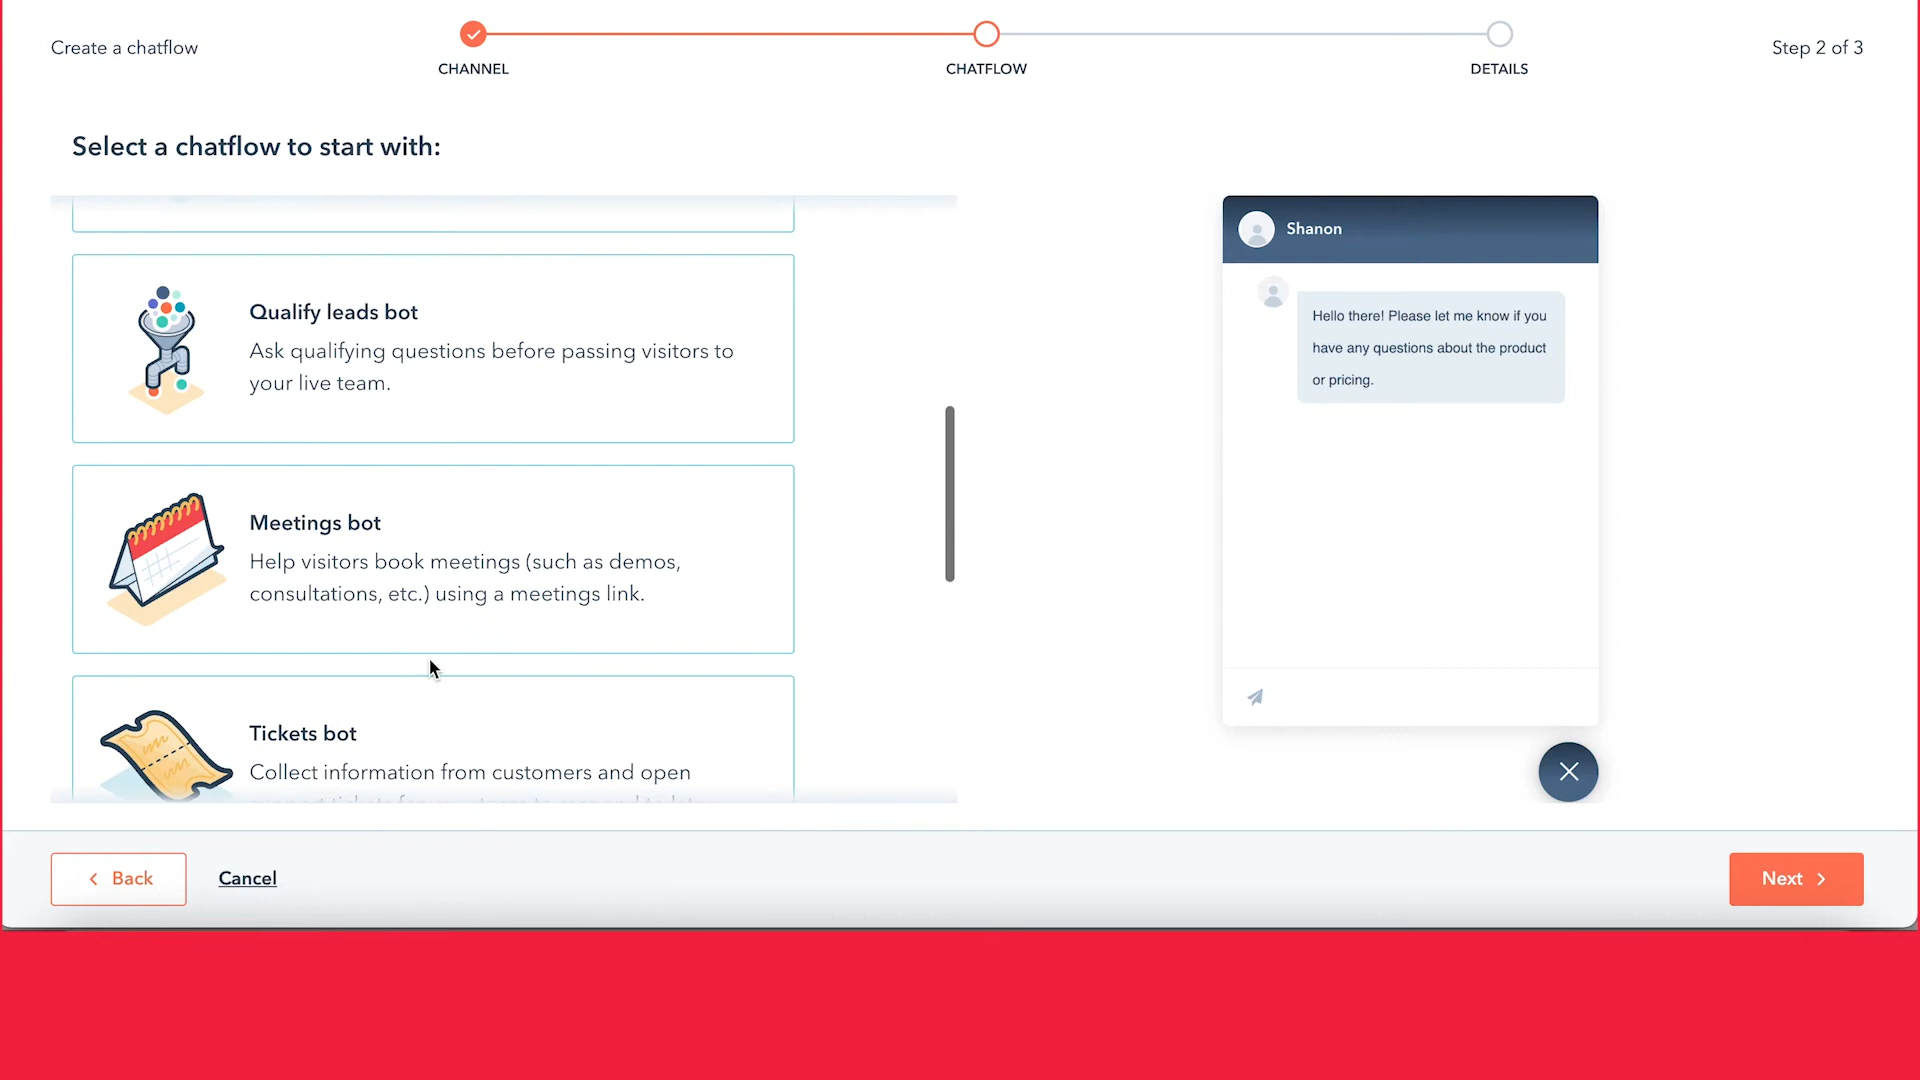 Create a chatflow
CHANNEL
CHATFLOW
DETAILS
Step 2 of 3
Select a chatflow to start with:
Qualify leads bot
Ask qualifying questions before passing visitors to
your live team.
Meetings bot
Help visitors book meetings (such as demos,
consultations, etc.) using a meetings link.
Tickets bot
Collect information from customers and open
Shanon
Hello there! Please let me know if you
have any questions about the product
or pricing.
Back
Cancel
Next